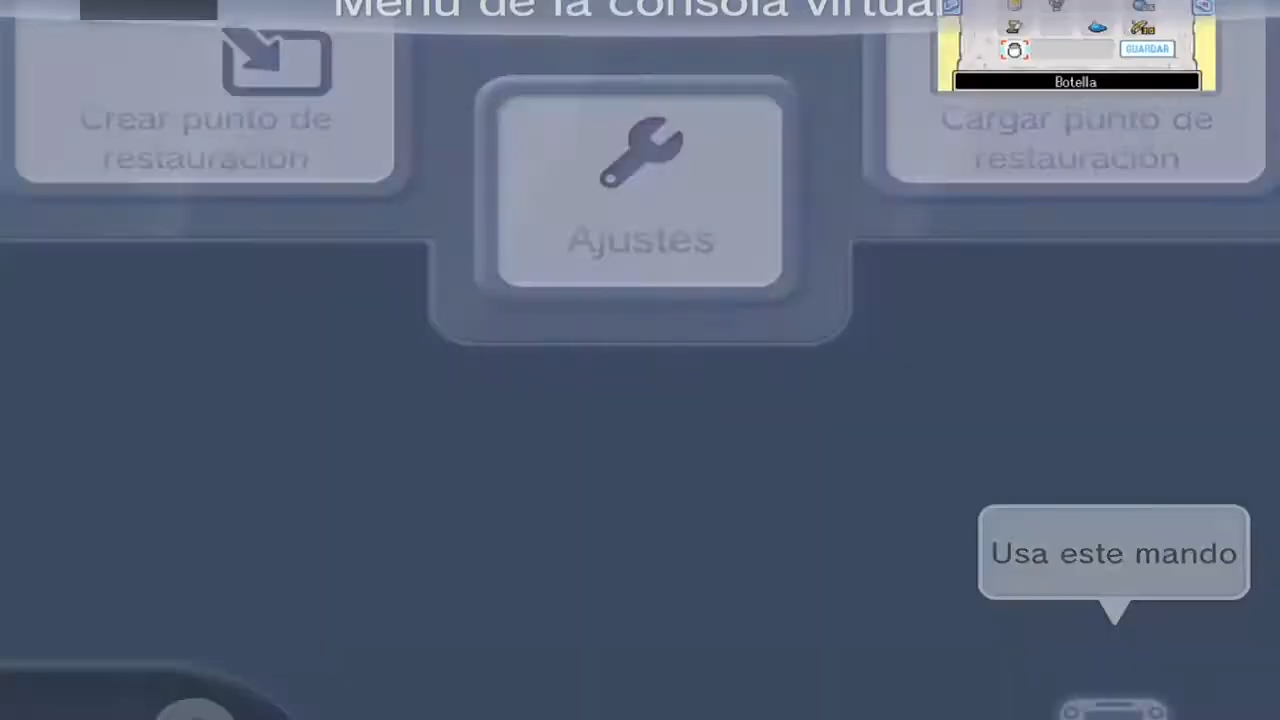 Menú de la consola virtual
GUARDAR
Botella
Crear punto de
restauración
Cargar punto de
restauración
Ajustes
Usa este mando